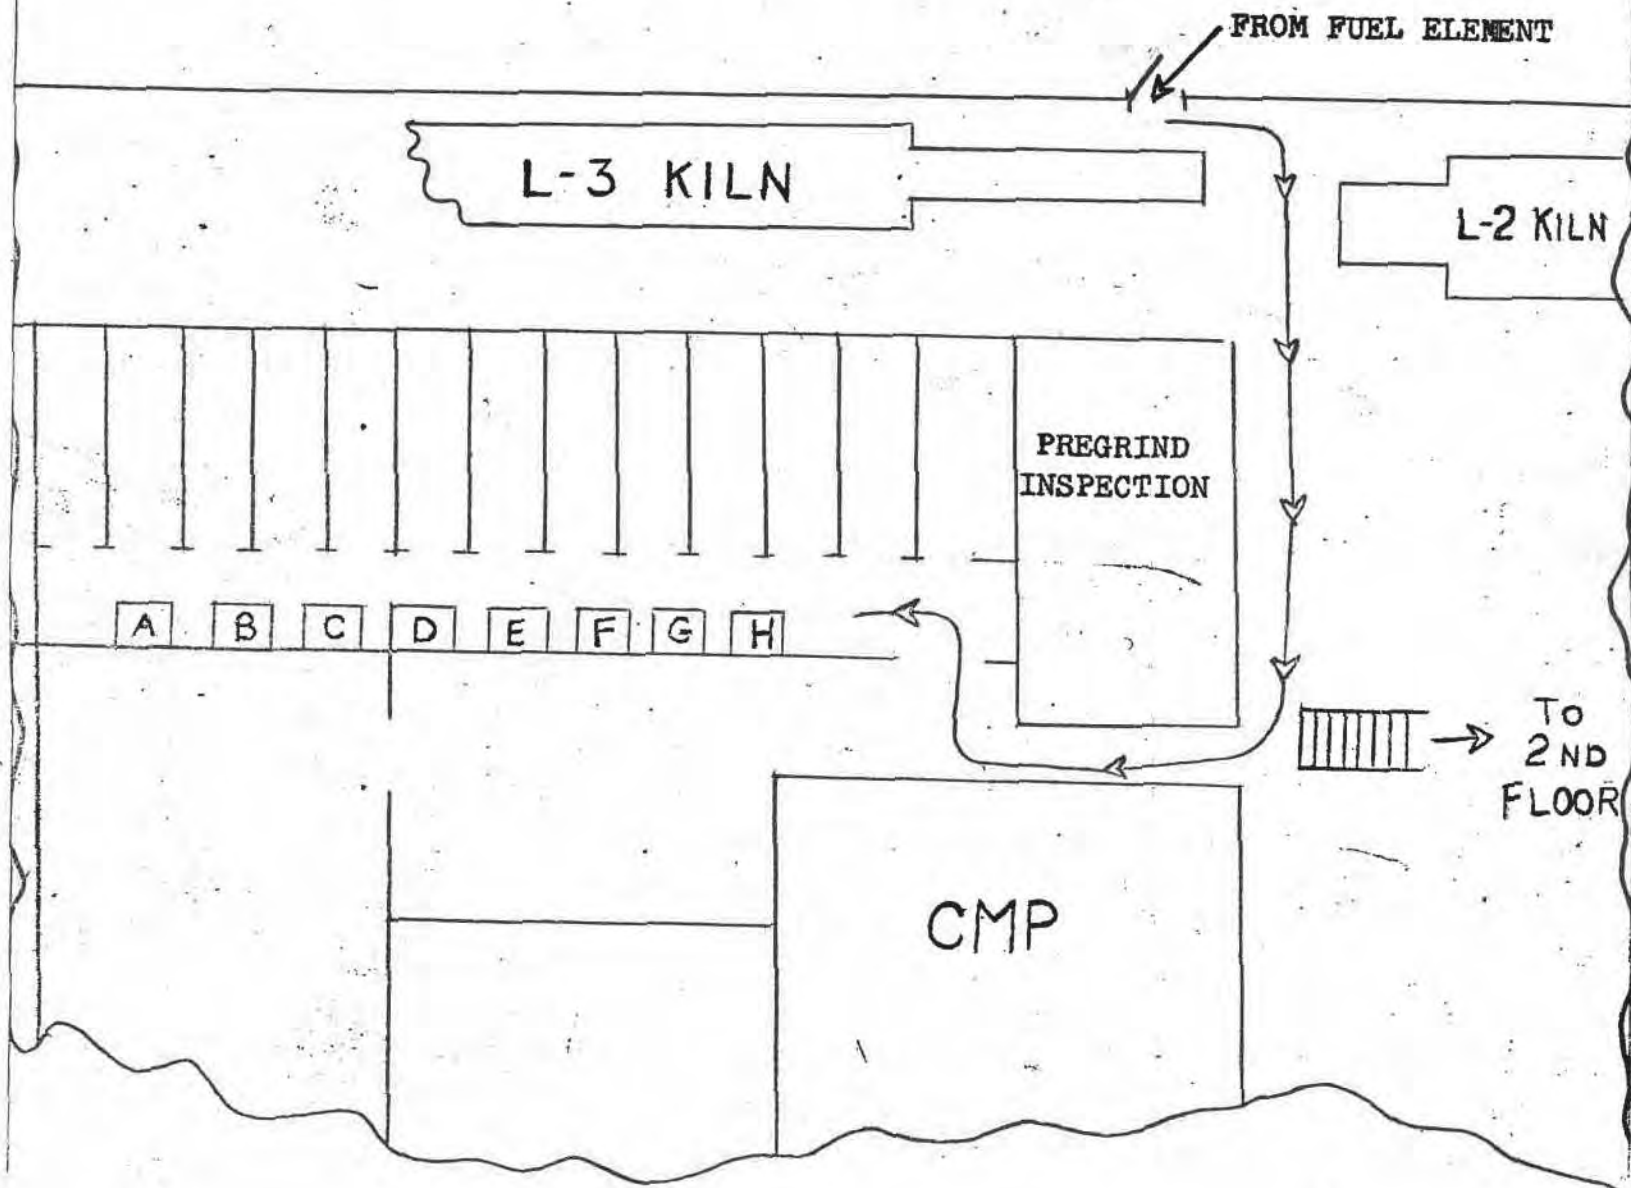 FROM FUEL ELEMENT
L-3 KILN
L-2 KILN
PREGRIND
INSPECTION
A B C D E F G H
TO
2ND
FLOOR
CMP